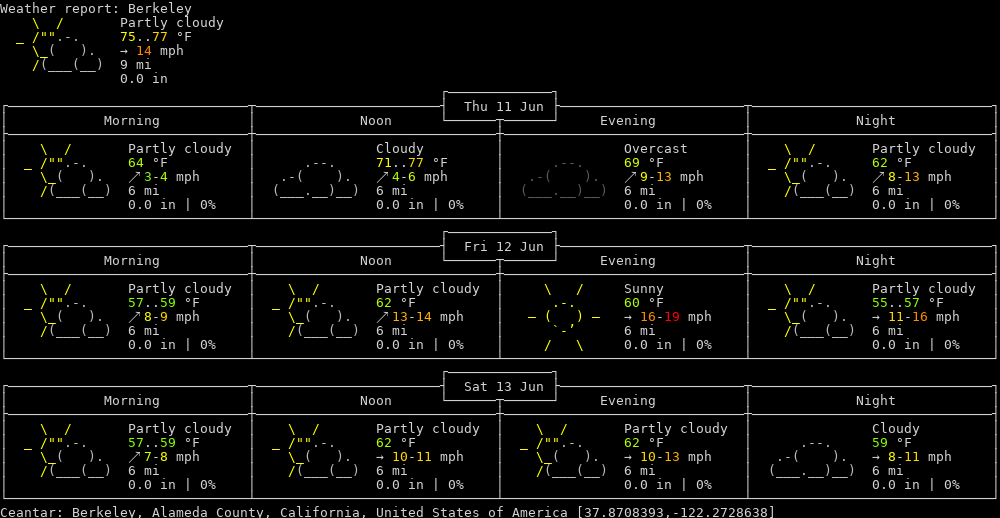 Weather report: Berkeley
Partly cloudy
75..77 °F
→ 14 mph
9 mi
0.0 in
Thu 11 Jun
Morning Noon Evening Night
Partly cloudy Cloudy Overcast Partly cloudy
64 °F 71..77 °F 69 °F 62 °F
↗ 3-4 mph ↗ 4-6 mph ↗ 9-13 mph ↗ 8-13 mph
6 mi 6 mi 6 mi 6 mi
0.0 in | 0% 0.0 in | 0% 0.0 in | 0% 0.0 in | 0%
Fri 12 Jun
Morning Noon Evening Night
Partly cloudy Partly cloudy Sunny Partly cloudy
57..59 °F 62 °F 60 °F 55..57 °F
↗ 8-9 mph ↗ 13-14 mph → 16-19 mph → 11-16 mph
6 mi 6 mi 6 mi 6 mi
0.0 in | 0% 0.0 in | 0% 0.0 in | 0% 0.0 in | 0%
Sat 13 Jun
Morning Noon Evening Night
Partly cloudy Partly cloudy Partly cloudy Cloudy
57..59 °F 62 °F 62 °F 59 °F
↗ 7-8 mph → 10-11 mph → 10-13 mph → 8-11 mph
6 mi 6 mi 6 mi 6 mi
0.0 in | 0% 0.0 in | 0% 0.0 in | 0% 0.0 in | 0%
Ceantar: Berkeley, Alameda County, California, United States of America [37.8708393,-122.2728638]